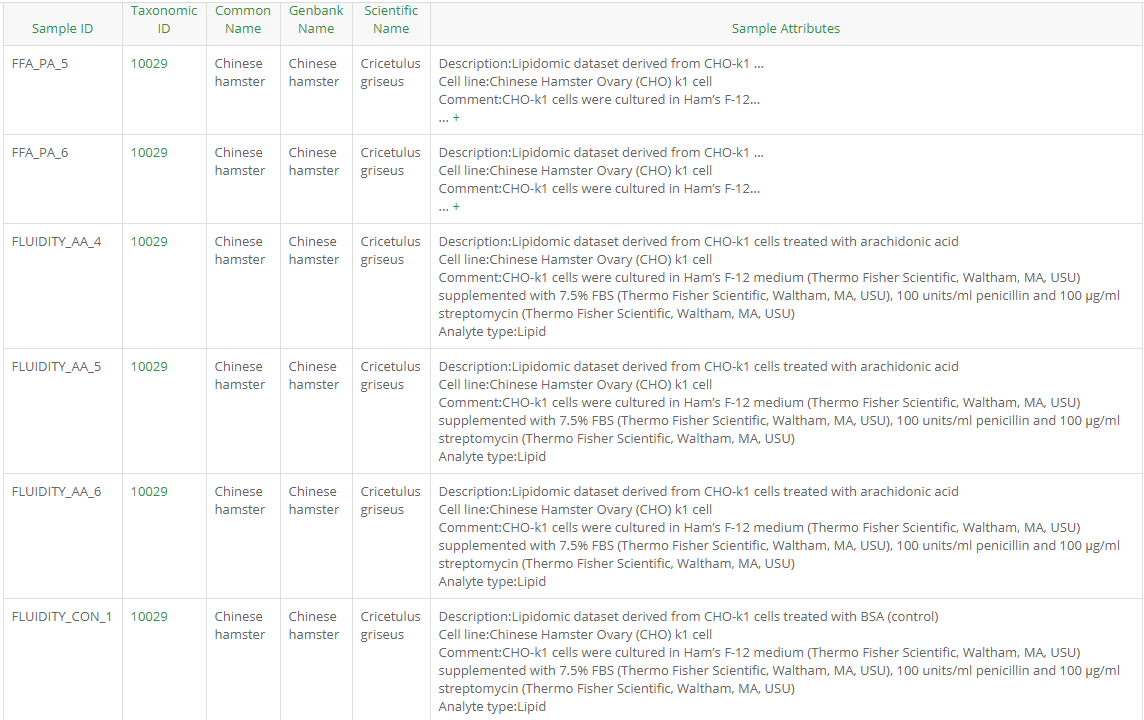 Sample ID
Taxonomic
ID
Common
Name
Genbank
Name
Scientific
Name
Sample Attributes
FFA_PA_5
10029
Chinese
hamster
Chinese
hamster
Cricetulus
griseus
Description:Lipidomic dataset derived from CHO-k1 ...
Cell line:Chinese Hamster Ovary (CHO) k1 cell
Comment:CHO-k1 cells were cultured in Ham's F-12...
... +
FFA_PA_6
10029
Chinese
hamster
Chinese
hamster
Cricetulus
griseus
Description:Lipidomic dataset derived from CHO-k1 ...
Cell line:Chinese Hamster Ovary (CHO) k1 cell
Comment:CHO-k1 cells were cultured in Ham's F-12...
... +
FLUIDITY_AA_4
10029
Chinese
hamster
Chinese
hamster
Cricetulus
griseus
Description:Lipidomic dataset derived from CHO-k1 cells treated with arachidonic acid
Cell line:Chinese Hamster Ovary (CHO) k1 cell
Comment:CHO-k1 cells were cultured in Ham's F-12 medium (Thermo Fisher Scientific, Waltham, MA, USU)
supplemented with 7.5% FBS (Thermo Fisher Scientific, Waltham, MA, USU), 100 units/ml penicillin and 100 µg/ml
streptomycin (Thermo Fisher Scientific, Waltham, MA, USU)
Analyte type:Lipid
FLUIDITY_AA_5
10029
Chinese
hamster
Chinese
hamster
Cricetulus
griseus
Description:Lipidomic dataset derived from CHO-k1 cells treated with arachidonic acid
Cell line:Chinese Hamster Ovary (CHO) k1 cell
Comment:CHO-k1 cells were cultured in Ham's F-12 medium (Thermo Fisher Scientific, Waltham, MA, USU)
supplemented with 7.5% FBS (Thermo Fisher Scientific, Waltham, MA, USU), 100 units/ml penicillin and 100 µg/ml
streptomycin (Thermo Fisher Scientific, Waltham, MA, USU)
Analyte type:Lipid
FLUIDITY_AA_6
10029
Chinese
hamster
Chinese
hamster
Cricetulus
griseus
Description:Lipidomic dataset derived from CHO-k1 cells treated with arachidonic acid
Cell line:Chinese Hamster Ovary (CHO) k1 cell
Comment:CHO-k1 cells were cultured in Ham's F-12 medium (Thermo Fisher Scientific, Waltham, MA, USU)
supplemented with 7.5% FBS (Thermo Fisher Scientific, Waltham, MA, USU), 100 units/ml penicillin and 100 µg/ml
streptomycin (Thermo Fisher Scientific, Waltham, MA, USU)
Analyte type:Lipid
FLUIDITY_CON_1
10029
Chinese
hamster
Chinese
hamster
Cricetulus
griseus
Description:Lipidomic dataset derived from CHO-k1 cells treated with BSA (control)
Cell line:Chinese Hamster Ovary (CHO) k1 cell
Comment:CHO-k1 cells were cultured in Ham's F-12 medium (Thermo Fisher Scientific, Waltham, MA, USU)
supplemented with 7.5% FBS (Thermo Fisher Scientific, Waltham, MA, USU), 100 units/ml penicillin and 100 µg/ml
streptomycin (Thermo Fisher Scientific, Waltham, MA, USU)
Analyte type:Lipid